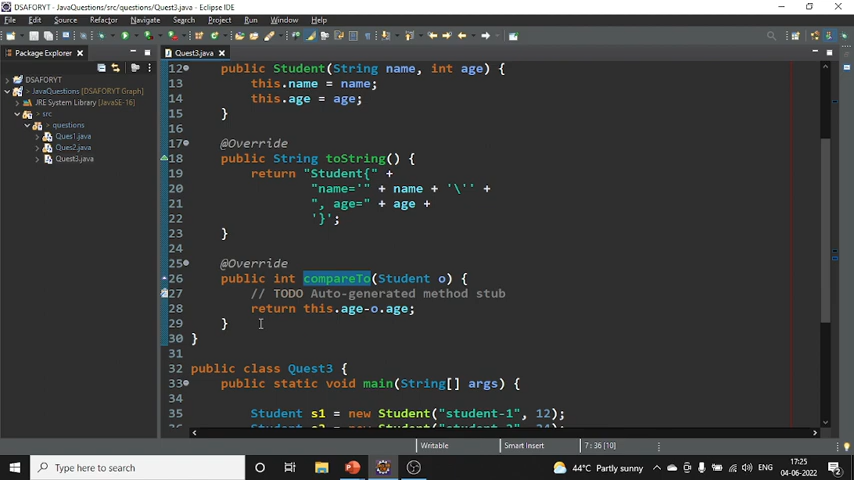 DSAFORYT - JavaQuestions/src/questions/Quest3.java - Eclipse IDE
File Edit Source Refactor Navigate Search Project Run Window Help
Package Explorer
Quest3.java
DSAFORYT
JavaQuestions [DSAFORYT Graph]
JRE System Library [JavaSE-16]
src
questions
Ques1.java
Ques2.java
Quest3.java
12 public Student(String name, int age) {
13 this.name = name;
14 this.age = age;
15 }
16
17 @Override
18 public String toString() {
19 return "Student{" +
20 "name='" + name + '\'' +
21 ", age=" + age +
22 '}';
23 }
24
25 @Override
26 public int compareTo(Student o) {
27 // TODO Auto-generated method stub
28 return this.age-o.age;
29 }
30 }
31
32 public class Quest3 {
33 public static void main(String[] args) {
35 Student s1 = new Student("student-1", 12);
Writable Smart Insert 7 : 36 [10]
Type here to search
44°C Partly sunny
ENG
17:25
04-06-2022
2